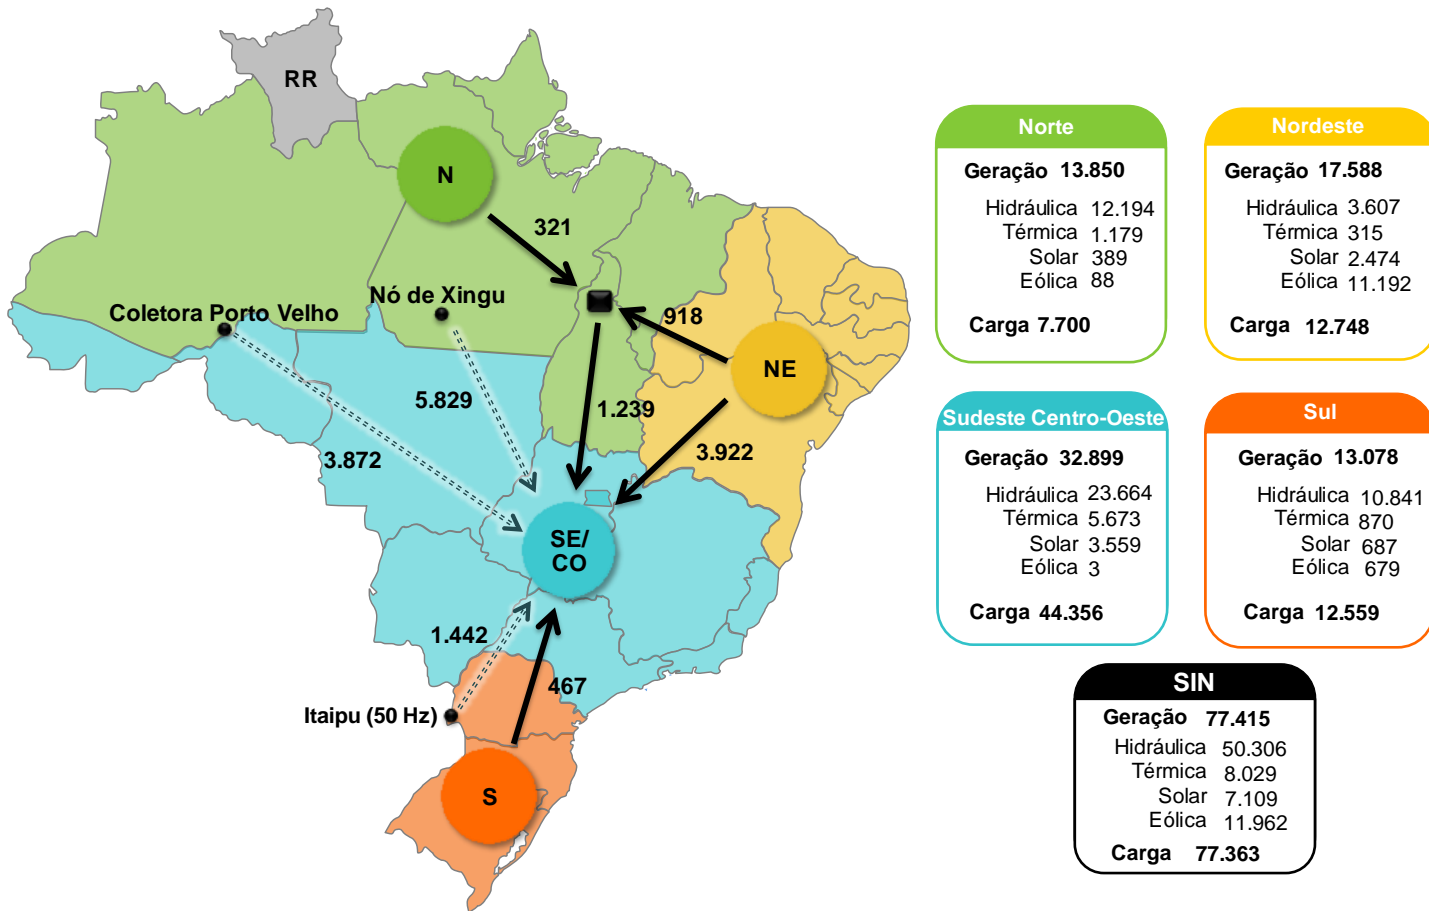 RR
N
321
Nó de Xingu
Coletora Porto Velho
918
NE
5.829
1.239
3.872
3.922
SE/
CO
1.442
467
Itaipu (50 Hz)
S
Norte
Geração 13.850
Hidráulica 12.194
Térmica 1.179
Solar 389
Eólica 88
Carga 7.700
Nordeste
Geração 17.588
Hidráulica 3.607
Térmica 315
Solar 2.474
Eólica 11.192
Carga 12.748
Sudeste Centro-Oeste
Geração 32.899
Hidráulica 23.664
Térmica 5.673
Solar 3.559
Eólica 3
Carga 44.356
Sul
Geração 13.078
Hidráulica 10.841
Térmica 870
Solar 687
Eólica 679
Carga 12.559
SIN
Geração 77.415
Hidráulica 50.306
Térmica 8.029
Solar 7.109
Eólica 11.962
Carga 77.363